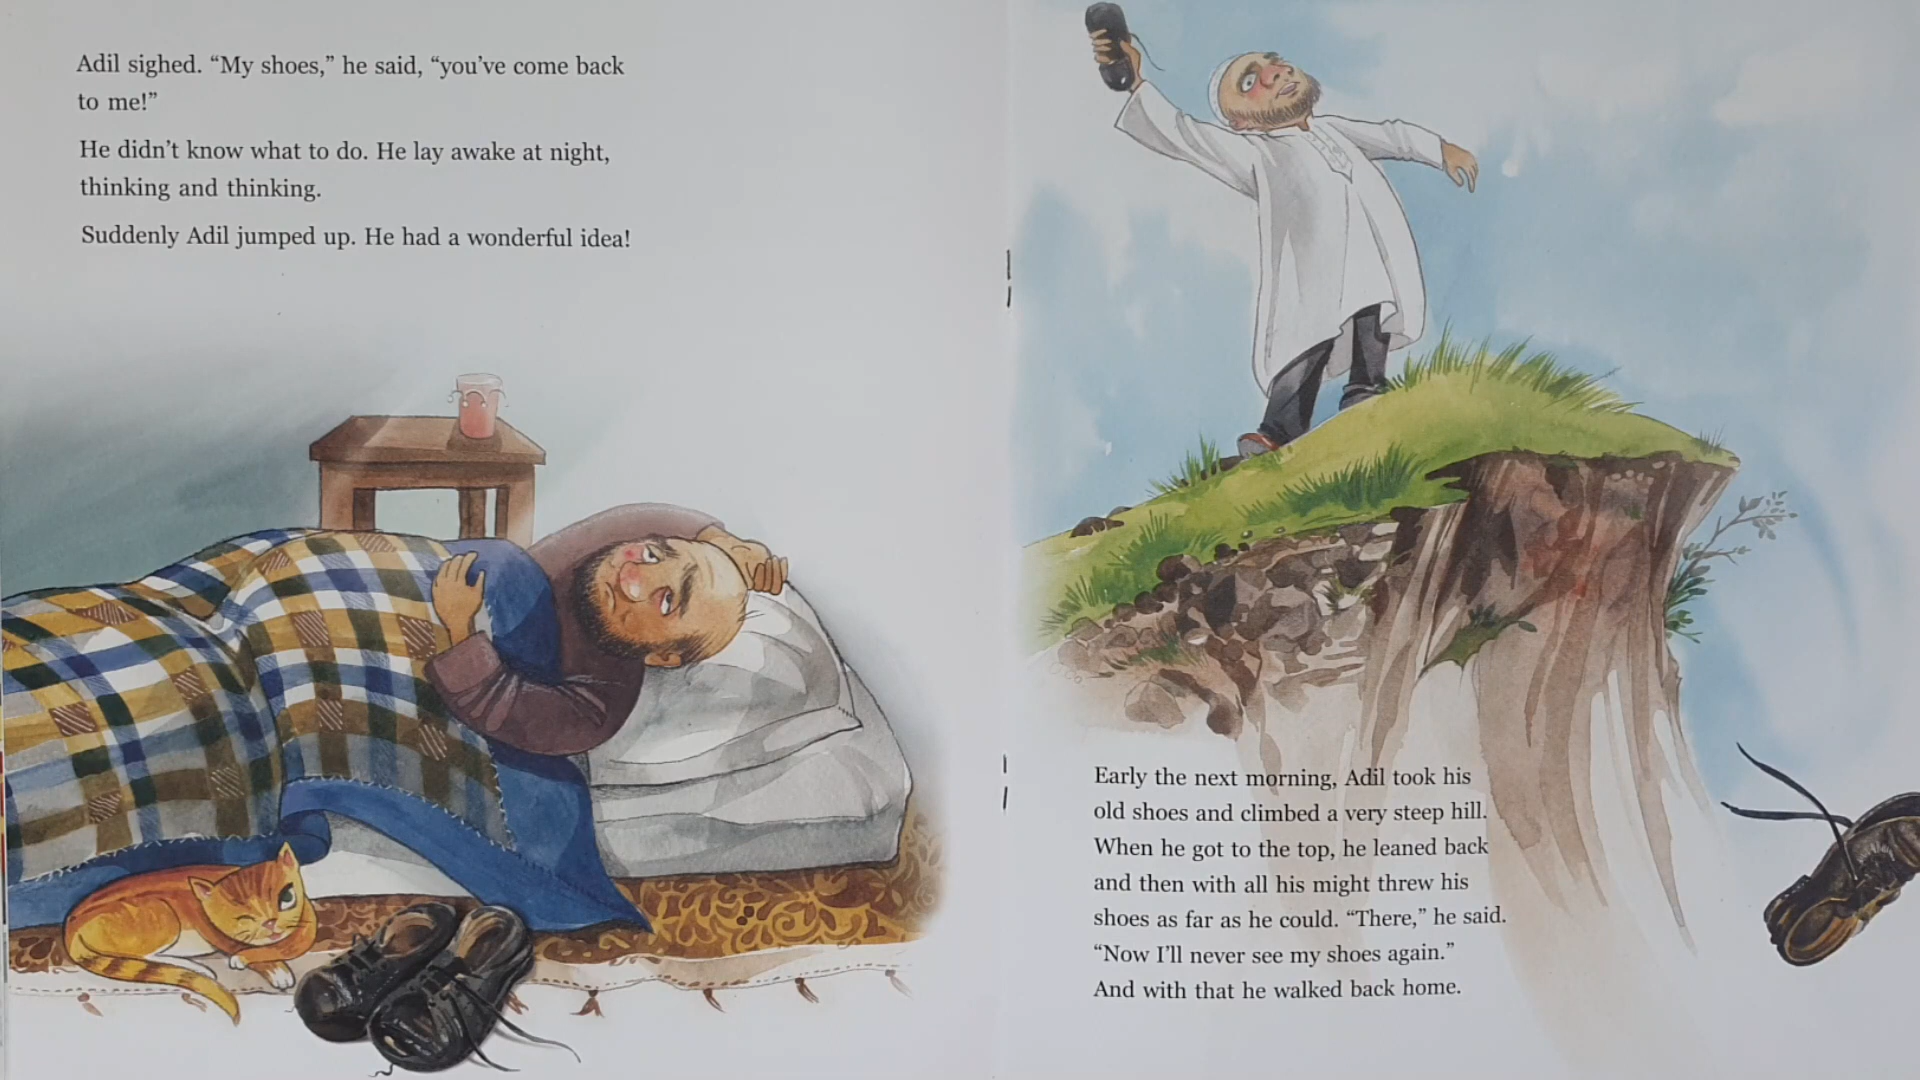 Adil sighed. “My shoes,” he said, “you’ve come back
to me!”
He didn’t know what to do. He lay awake at night,
thinking and thinking.
Suddenly Adil jumped up. He had a wonderful idea!
Early the next morning, Adil took his
old shoes and climbed a very steep hill.
When he got to the top, he leaned back
and then with all his might threw his
shoes as far as he could. “There,” he said.
“Now I’ll never see my shoes again.”
And with that he walked back home.